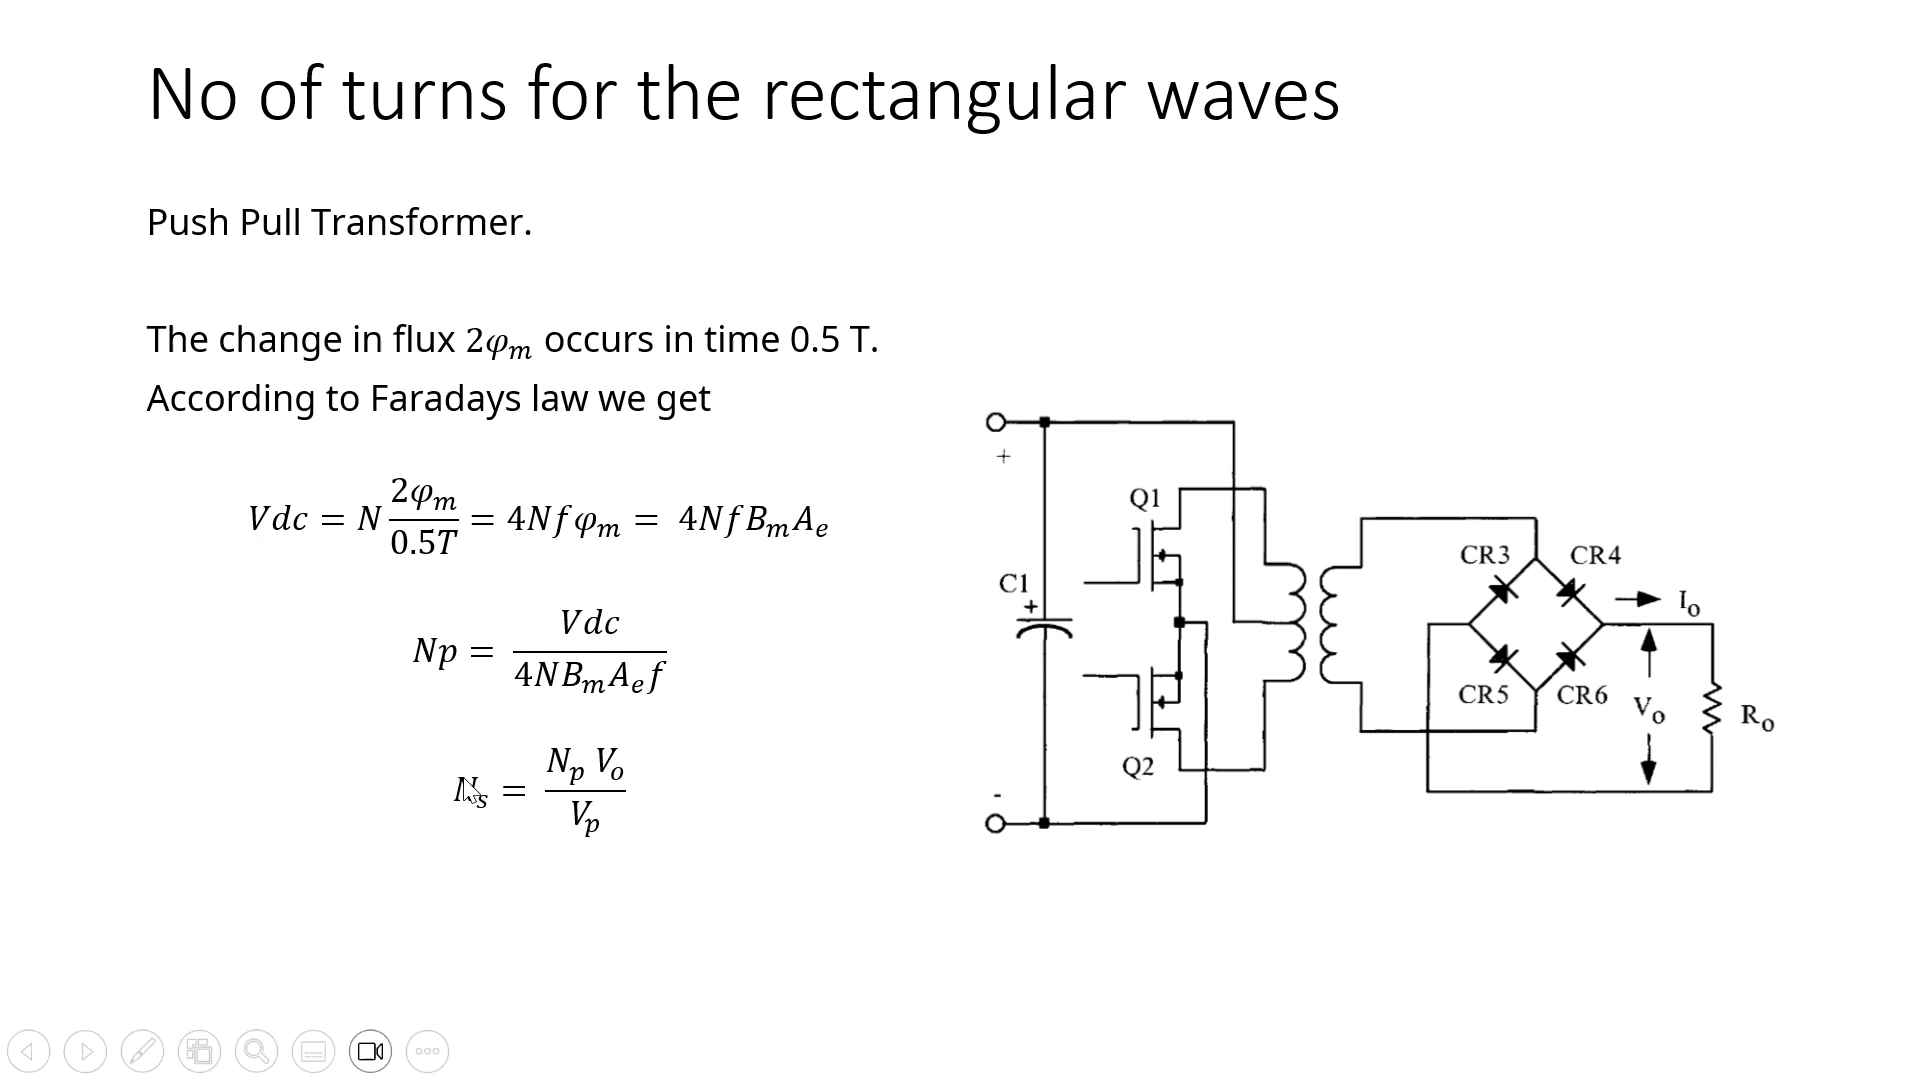 No of turns for the rectangular waves
Push Pull Transformer.
The change in flux 2φₘ occurs in time 0.5 T.
According to Faradays law we get
Vdc = N 2φₘ / 0.5T = 4Nfφₘ = 4NfBₘAₑ
Np = Vdc / 4NBₘAₑf
Nₛ = Nₚ Vₒ / Vₚ
+
Q1
C1
+
Q2
-
CR3 CR4
Iₒ
CR5 CR6
Vₒ
Rₒ